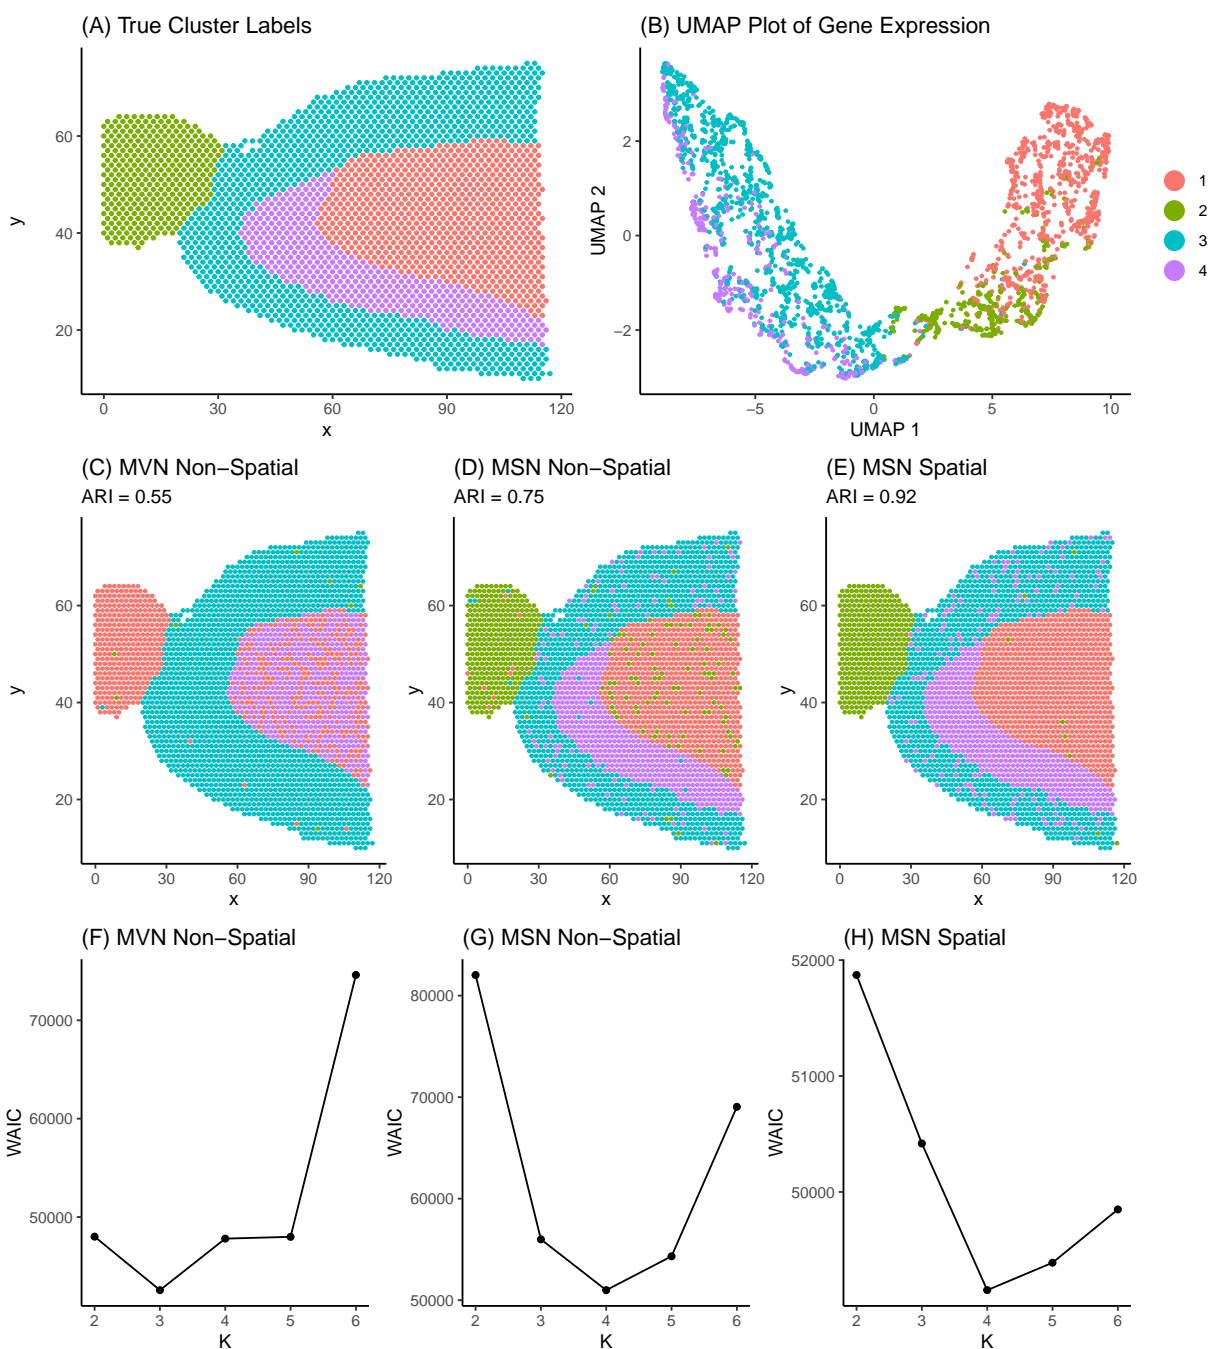 (A) True Cluster Labels
(B) UMAP Plot of Gene Expression
60
40
20
y
0
30
60
90
120
x
2
0
−2
UMAP 2
−5
0
5
10
UMAP 1
1
2
3
4
(C) MVN Non−Spatial
ARI = 0.55
(D) MSN Non−Spatial
ARI = 0.75
(E) MSN Spatial
ARI = 0.92
60
40
20
y
0
30
60
90
120
x
60
40
20
y
0
30
60
90
120
x
60
40
20
y
0
30
60
90
120
x
(F) MVN Non−Spatial
(G) MSN Non−Spatial
(H) MSN Spatial
70000
60000
50000
WAIC
2
3
4
5
6
K
80000
70000
60000
50000
WAIC
2
3
4
5
6
K
52000
51000
50000
WAIC
2
3
4
5
6
K